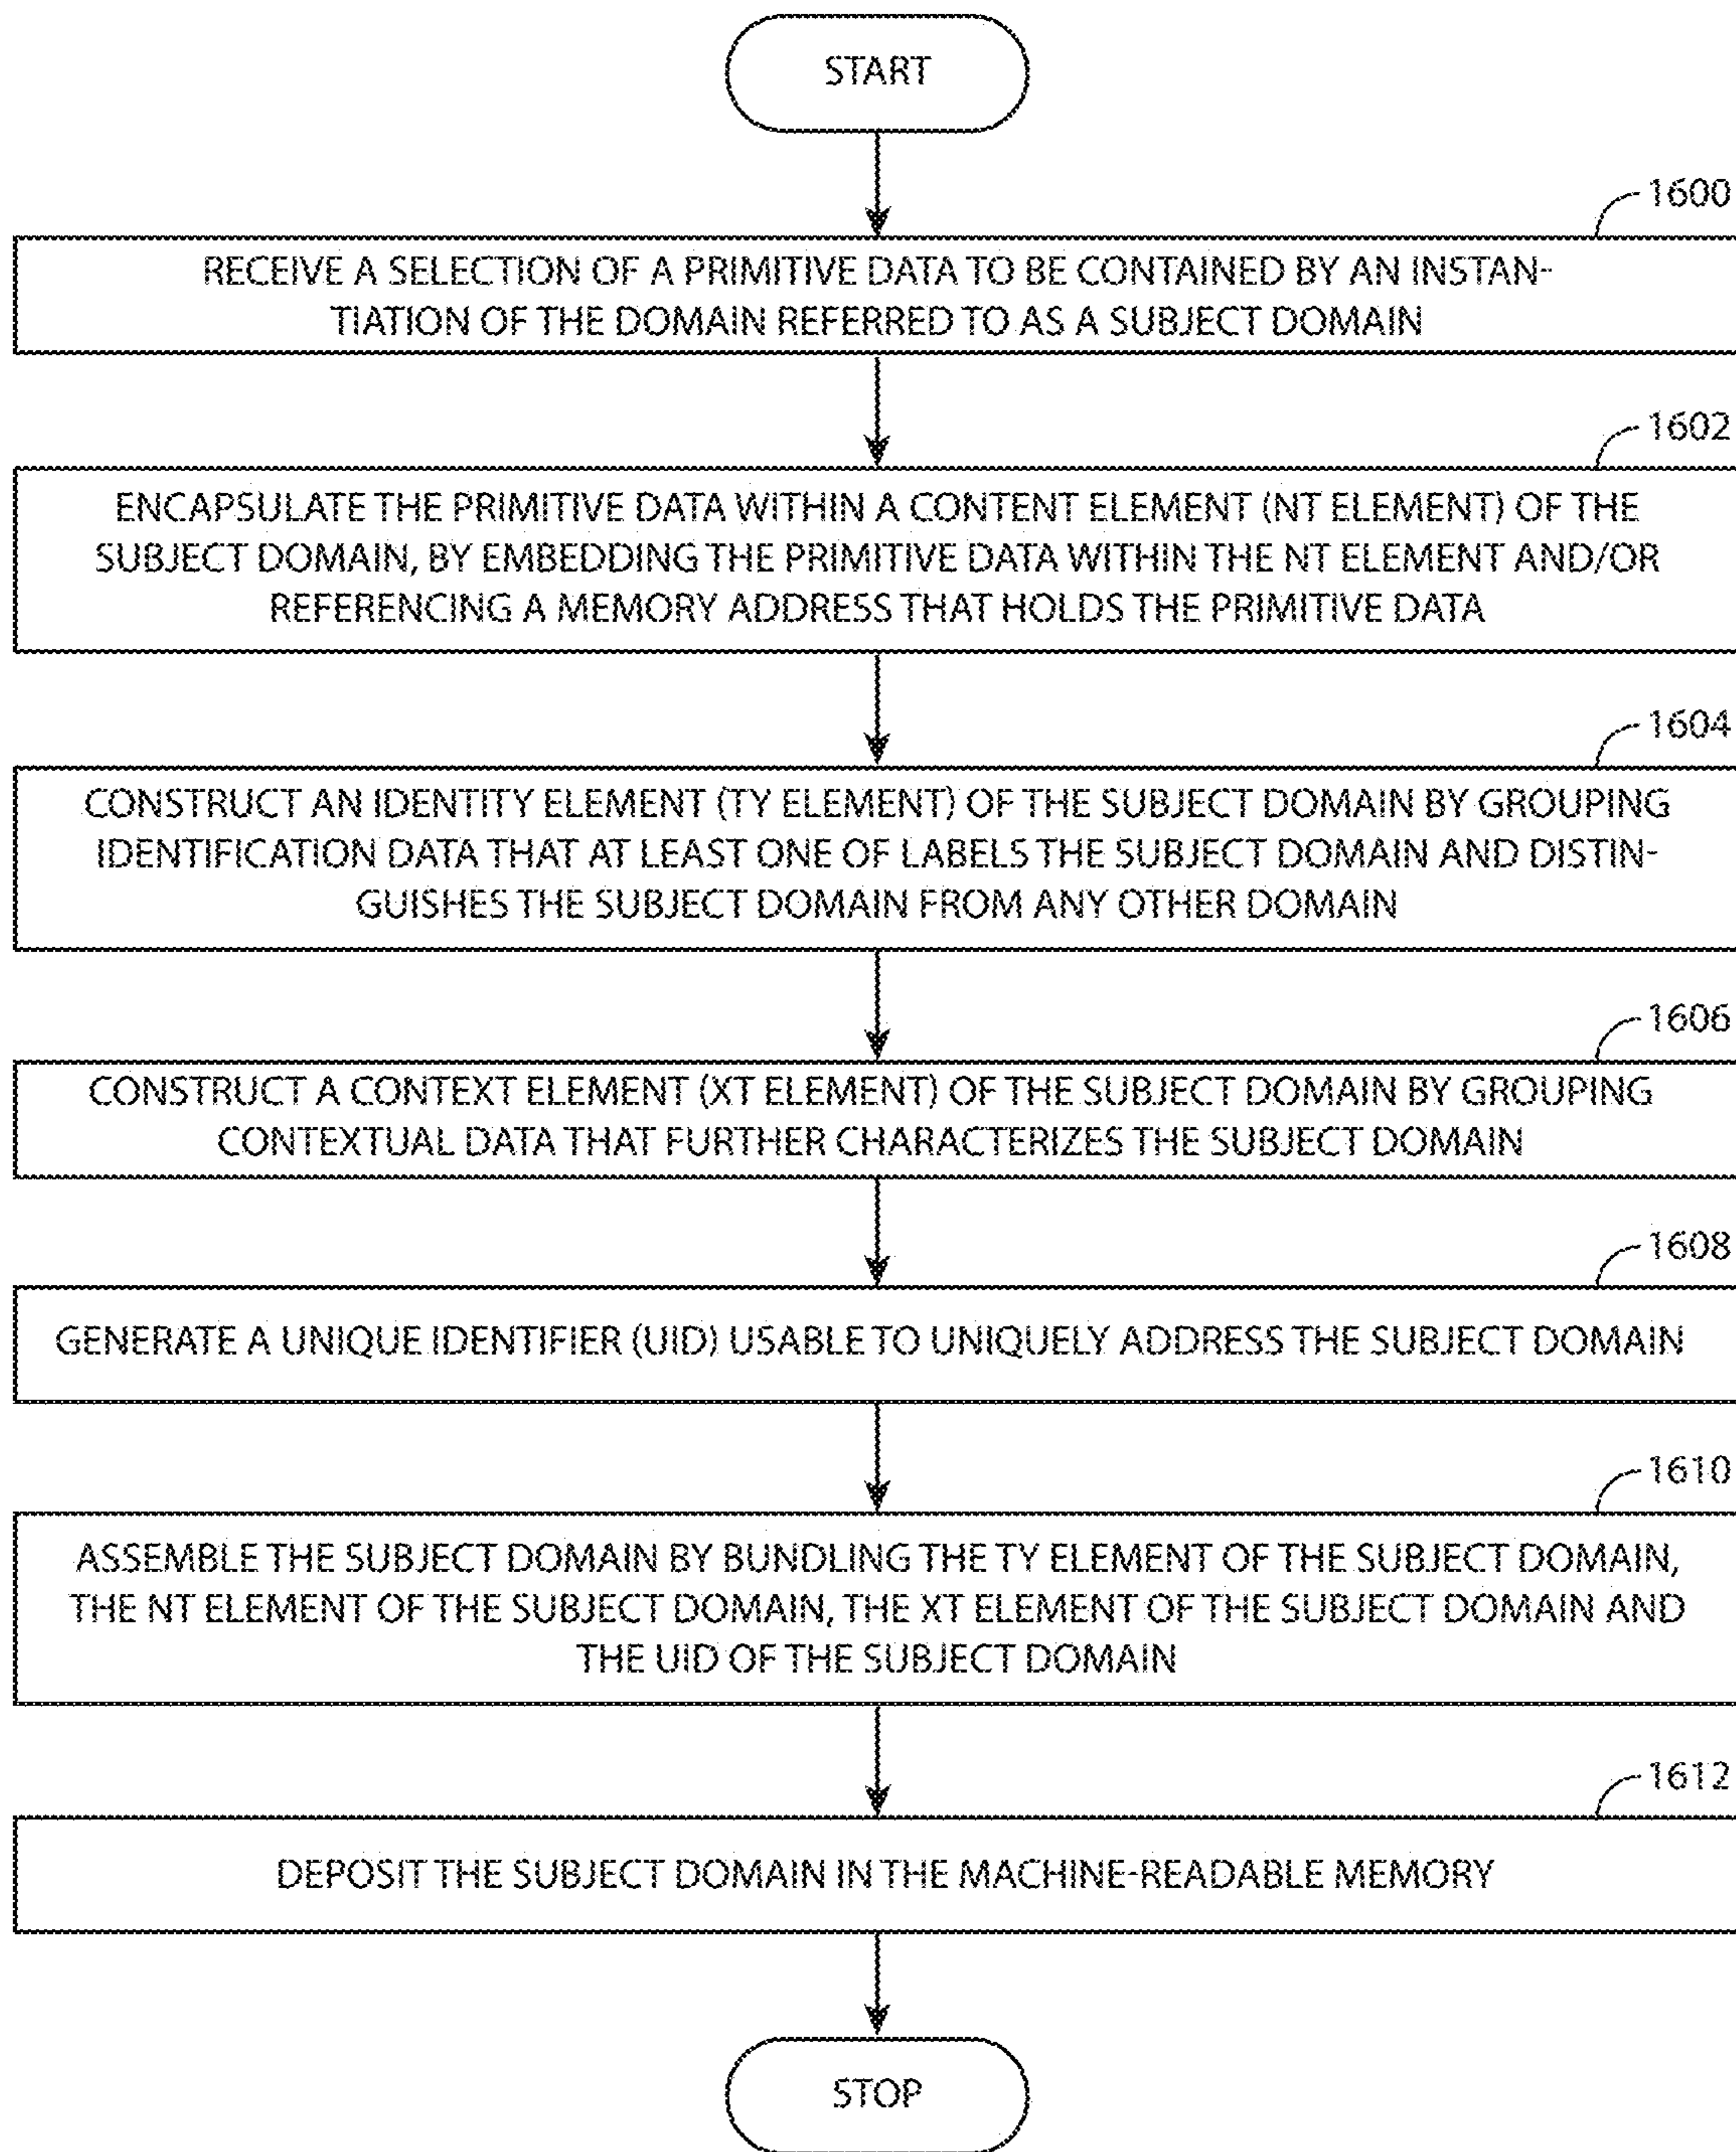 START
1600
RECEIVE A SELECTION OF A PRIMITIVE DATA TO BE CONTAINED BY AN INSTAN-
TIATION OF THE DOMAIN REFERRED TO AS A SUBJECT DOMAIN
1602
ENCAPSULATE THE PRIMITIVE DATA WITHIN A CONTENT ELEMENT (NT ELEMENT) OF THE
SUBJECT DOMAIN, BY EMBEDDING THE PRIMITIVE DATA WITHIN THE NT ELEMENT AND/OR
REFERENCING A MEMORY ADDRESS THAT HOLDS THE PRIMITIVE DATA
1604
CONSTRUCT AN IDENTITY ELEMENT (TY ELEMENT) OF THE SUBJECT DOMAIN BY GROUPING
IDENTIFICATION DATA THAT AT LEAST ONE OF LABELS THE SUBJECT DOMAIN AND DISTIN-
GUISHES THE SUBJECT DOMAIN FROM ANY OTHER DOMAIN
1606
CONSTRUCT A CONTEXT ELEMENT (XT ELEMENT) OF THE SUBJECT DOMAIN BY GROUPING
CONTEXTUAL DATA THAT FURTHER CHARACTERIZES THE SUBJECT DOMAIN
1608
GENERATE A UNIQUE IDENTIFIER (UID) USABLE TO UNIQUELY ADDRESS THE SUBJECT DOMAIN
1610
ASSEMBLE THE SUBJECT DOMAIN BY BUNDLING THE TY ELEMENT OF THE SUBJECT DOMAIN,
THE NT ELEMENT OF THE SUBJECT DOMAIN, THE XT ELEMENT OF THE SUBJECT DOMAIN AND
THE UID OF THE SUBJECT DOMAIN
1612
DEPOSIT THE SUBJECT DOMAIN IN THE MACHINE-READABLE MEMORY
STOP